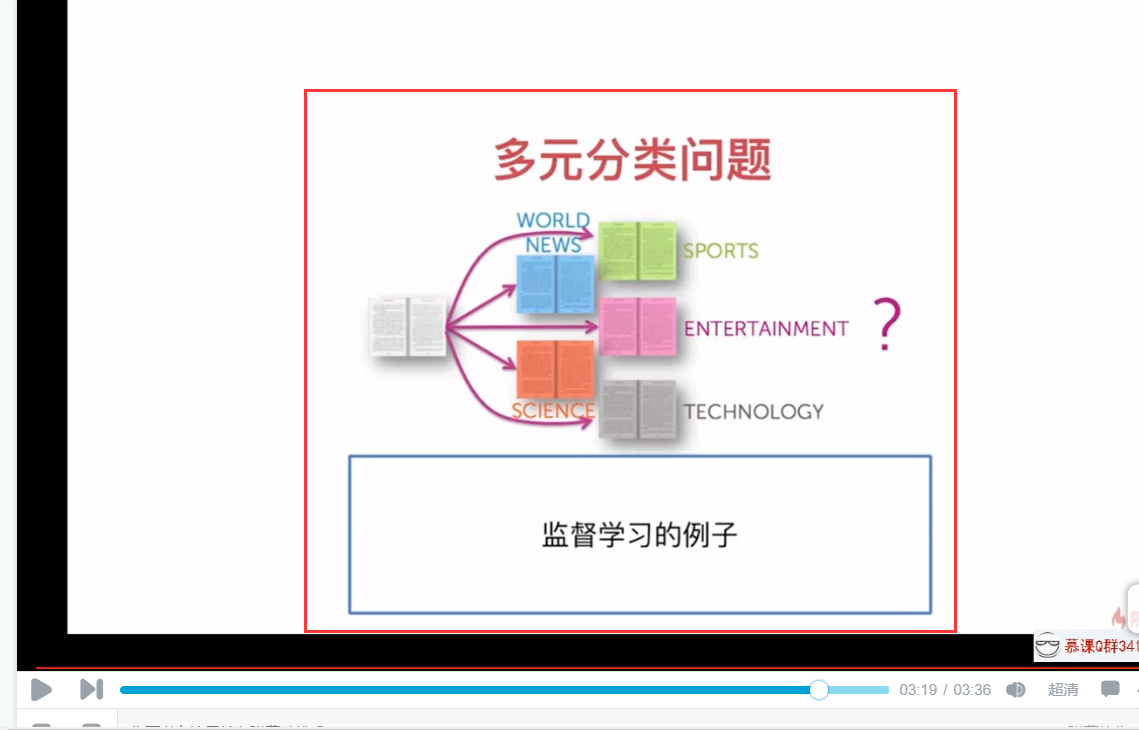 多元分类问题
WORLD
NEWS
SPORTS
ENTERTAINMENT
?
SCIENCE
TECHNOLOGY
监督学习的例子
慕课Q群341
03:19 / 03:36
超清